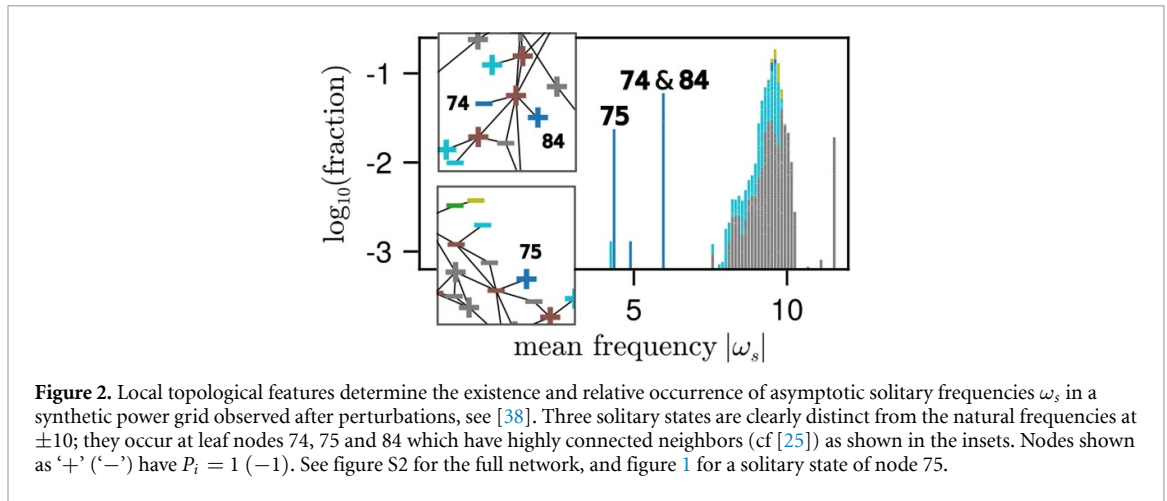 74
84
75
74 & 84
75
-1
-2
-3
log₁₀(fraction)
5 10
mean frequency |ωₛ|
Figure 2. Local topological features determine the existence and relative occurrence of asymptotic solitary frequencies ωₛ in a
synthetic power grid observed after perturbations, see [38]. Three solitary states are clearly distinct from the natural frequencies at
±10; they occur at leaf nodes 74, 75 and 84 which have highly connected neighbors (cf [25]) as shown in the insets. Nodes shown
as ‘+’ (‘−’) have Pᵢ = 1 (−1). See figure S2 for the full network, and figure 1 for a solitary state of node 75.